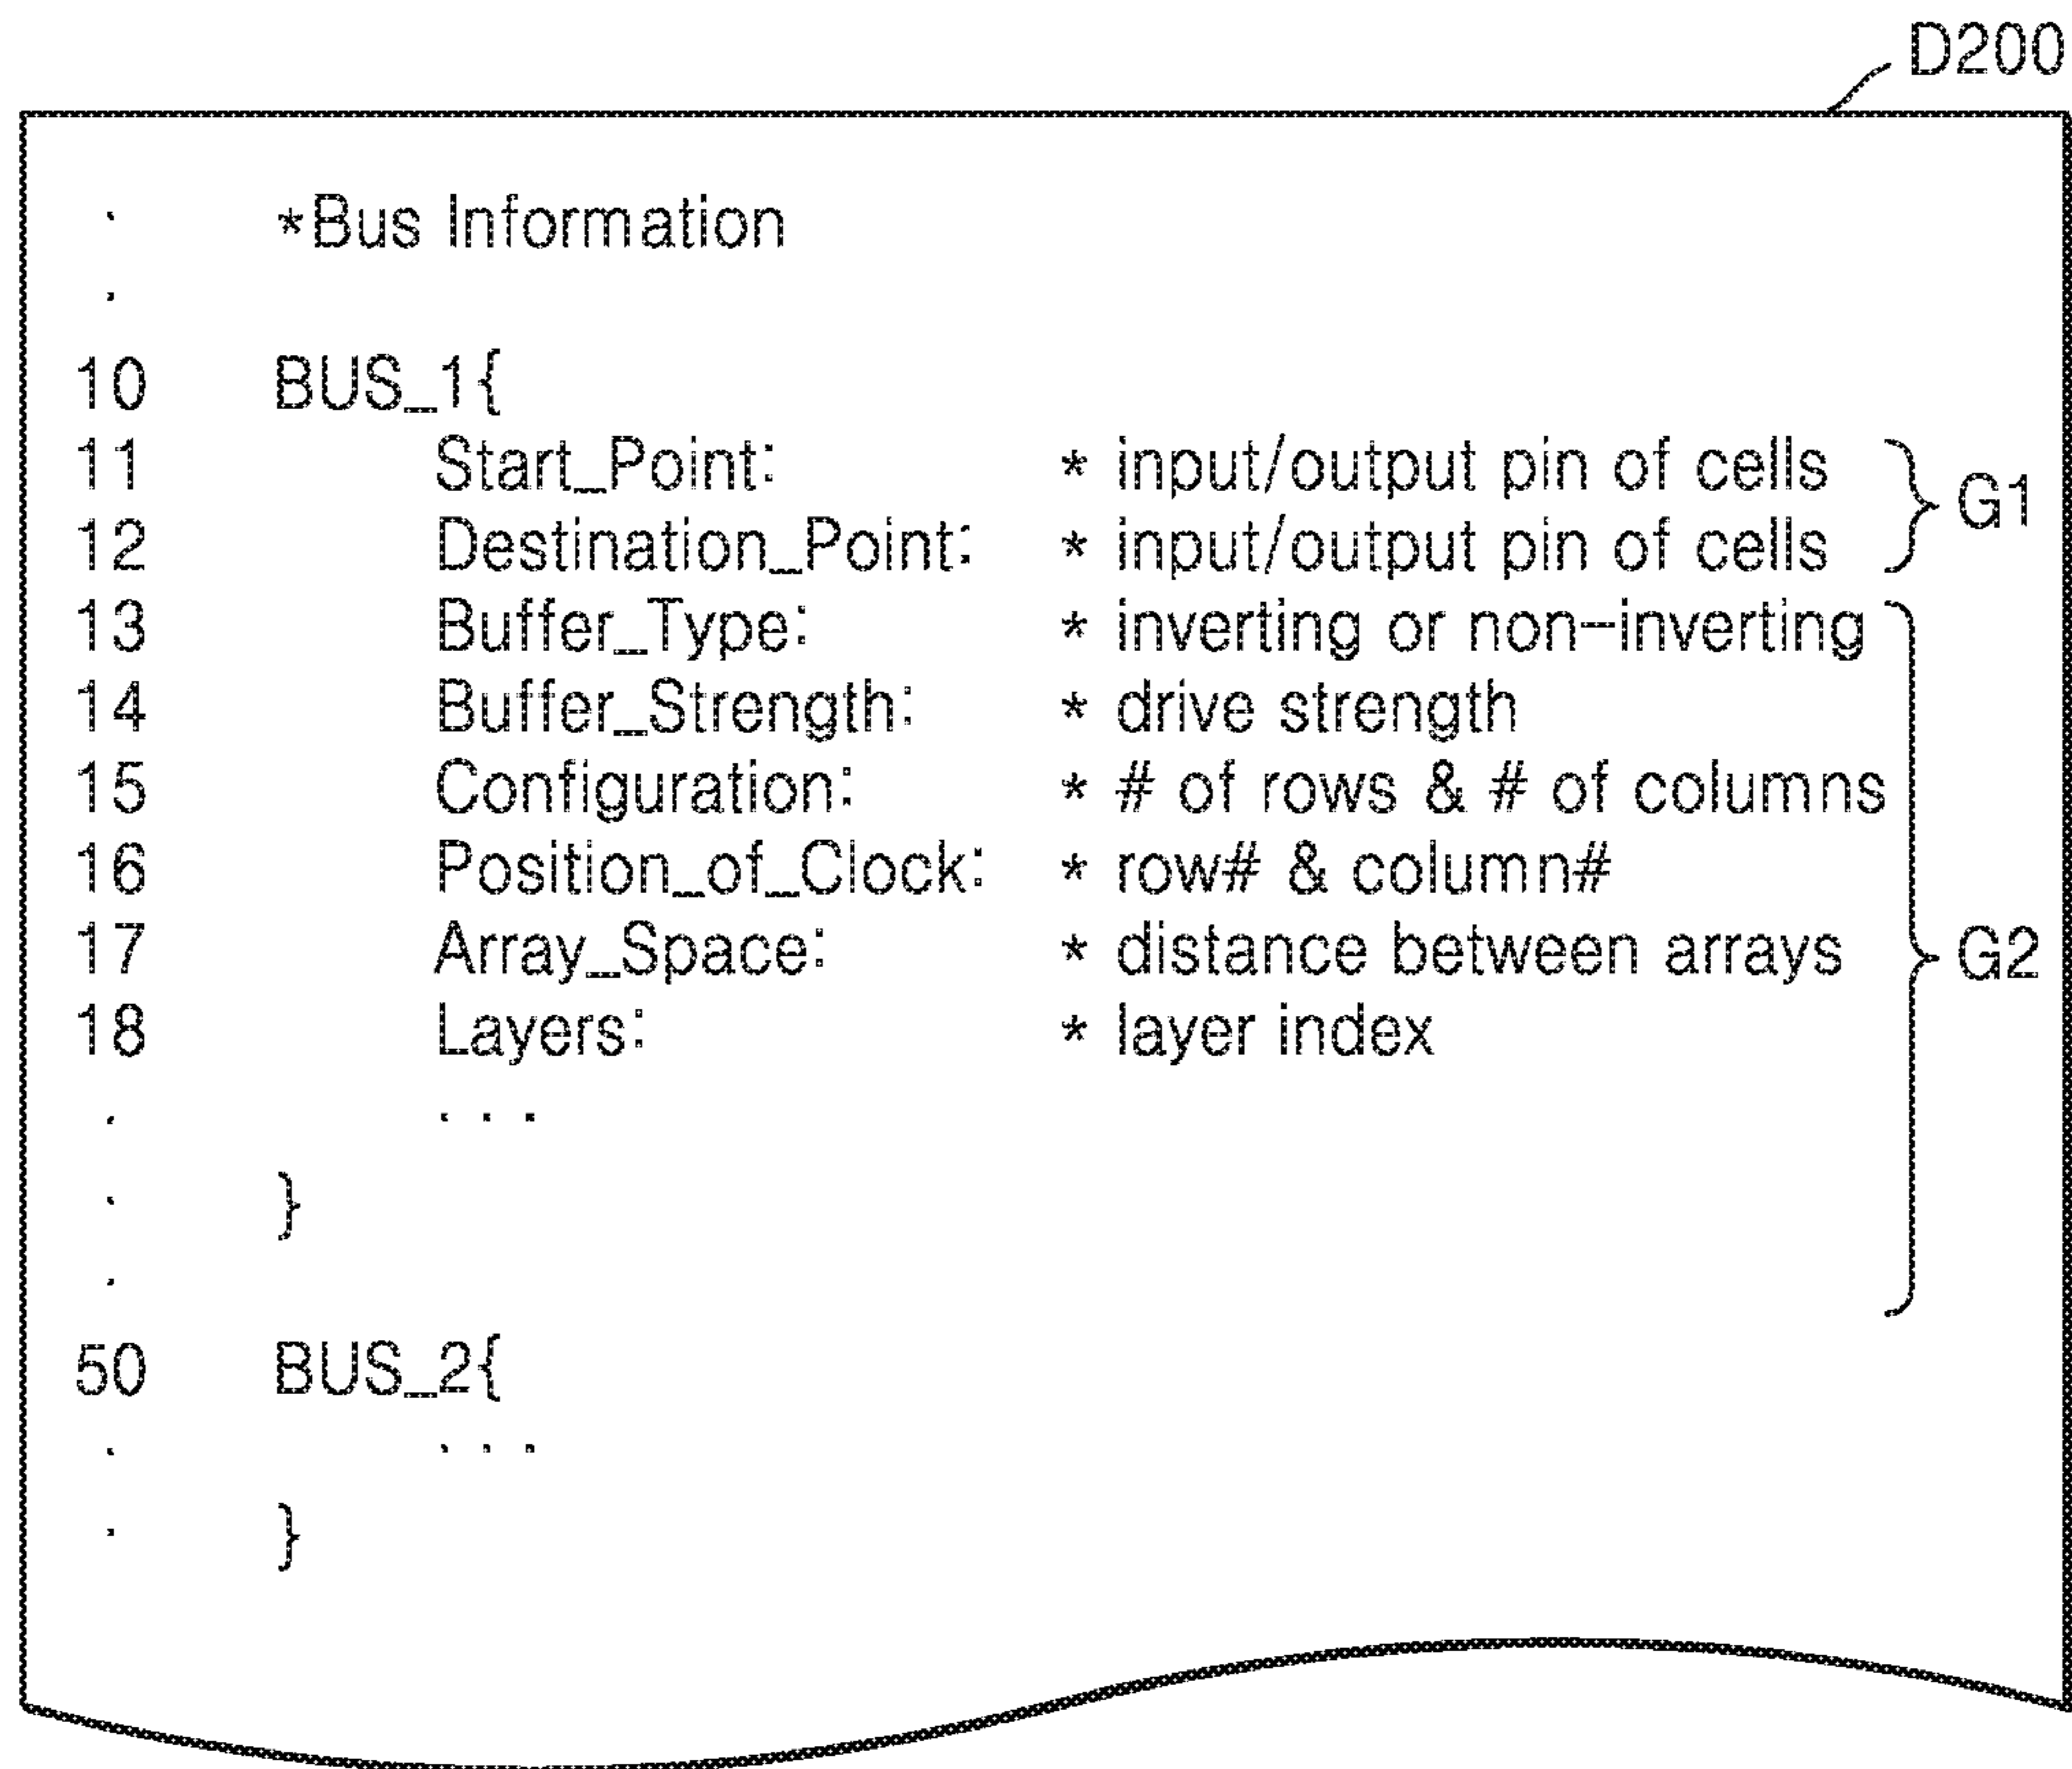 D200
*Bus Information
10 BUS_1{
11 Start_Point: * input/output pin of cells
12 Destination_Point: * input/output pin of cells
G1
13 Buffer_Type: * inverting or non-inverting
14 Buffer_Strength: * drive strength
15 Configuration: * # of rows & # of columns
16 Position_of_Clock: * row# & column#
17 Array_Space: * distance between arrays
G2
18 Layers: * layer index
. . .
}
50 BUS_2{
. . .
}